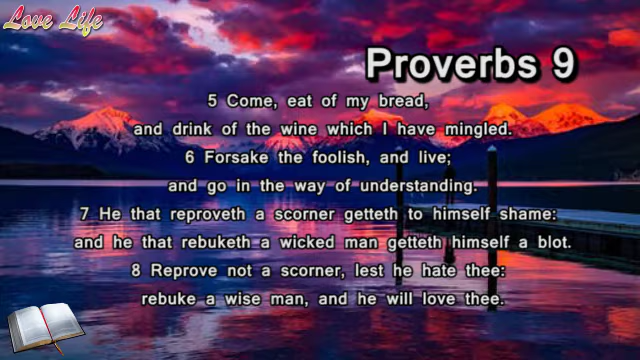 Love Life
Proverbs 9
5 Come, eat of my bread,
and drink of the wine which I have mingled.
6 Forsake the foolish, and live;
and go in the way of understanding.
7 He that reproveth a scorner getteth to himself shame:
and he that rebuketh a wicked man getteth himself a blot.
8 Reprove not a scorner, lest he hate thee:
rebuke a wise man, and he will love thee.